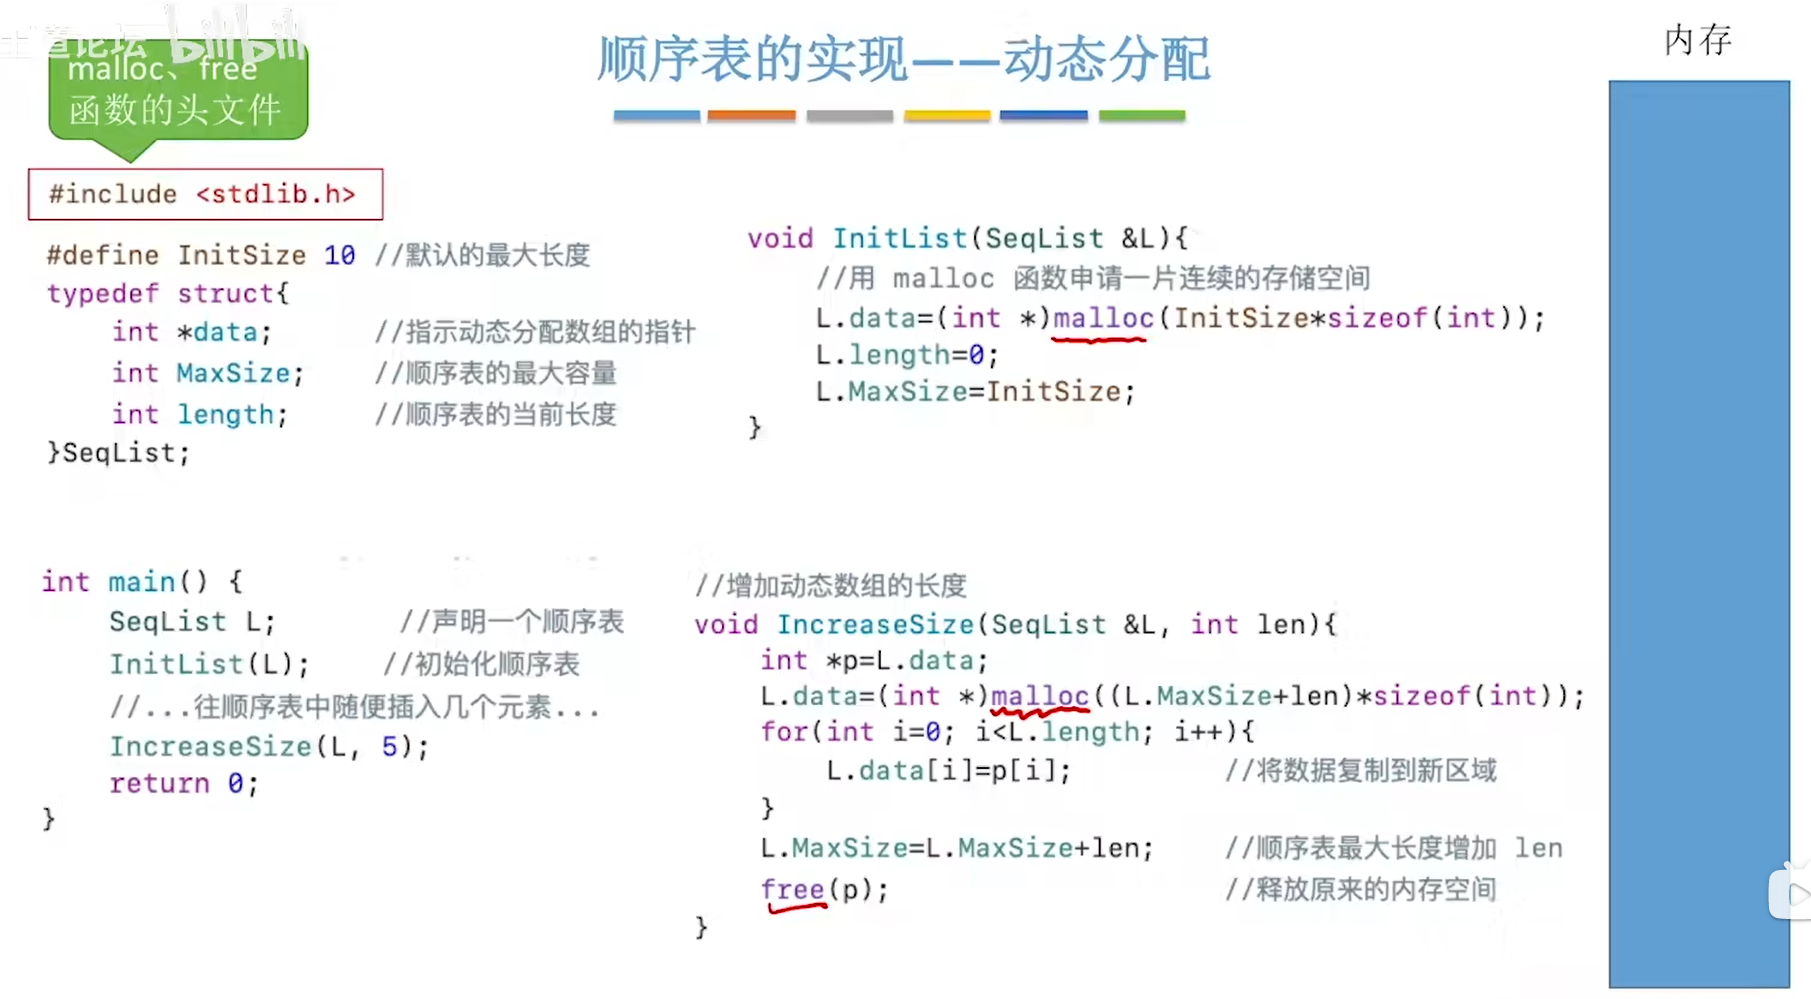 王道论坛 bilibili
malloc、free
函数的头文件
顺序表的实现——动态分配
内存
#include <stdlib.h>
#define InitSize 10 //默认的最大长度
typedef struct{
    int *data; //指示动态分配数组的指针
    int MaxSize; //顺序表的最大容量
    int length; //顺序表的当前长度
}SeqList;
void InitList(SeqList &L){
    //用 malloc 函数申请一片连续的存储空间
    L.data=(int *)malloc(InitSize*sizeof(int));
    L.length=0;
    L.MaxSize=InitSize;
}
int main() {
    SeqList L; //声明一个顺序表
    InitList(L); //初始化顺序表
    //...往顺序表中随便插入几个元素...
    IncreaseSize(L, 5);
    return 0;
}
//增加动态数组的长度
void IncreaseSize(SeqList &L, int len){
    int *p=L.data;
    L.data=(int *)malloc((L.MaxSize+len)*sizeof(int));
    for(int i=0; i<L.length; i++){
        L.data[i]=p[i]; //将数据复制到新区域
    }
    L.MaxSize=L.MaxSize+len; //顺序表最大长度增加 len
    free(p); //释放原来的内存空间
}